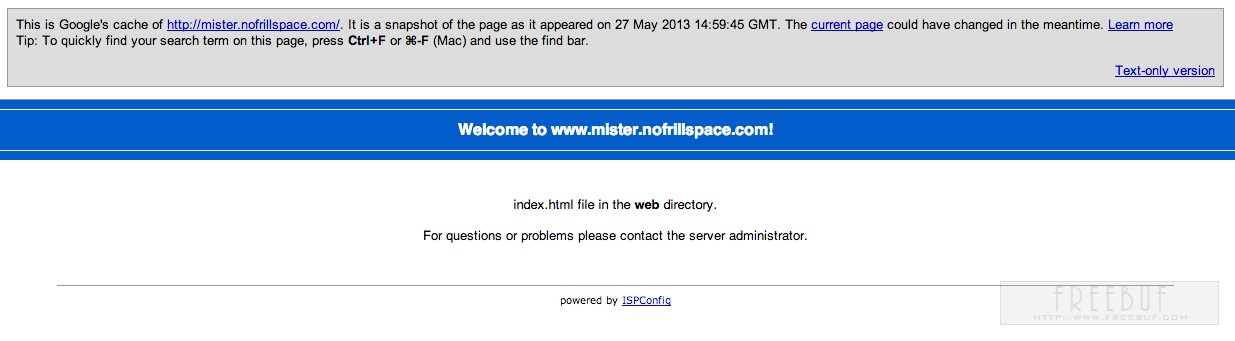 This is Google's cache of http://mister.nofrillspace.com/. It is a snapshot of the page as it appeared on 27 May 2013 14:59:45 GMT. The current page could have changed in the meantime. Learn more
Tip: To quickly find your search term on this page, press Ctrl+F or ⌘-F (Mac) and use the find bar.
Text-only version
Welcome to www.mister.nofrillspace.com!
index.html file in the web directory.
For questions or problems please contact the server administrator.
powered by ISPConfig
FREEBUF
HTTP://WWW.FREEBUF.COM